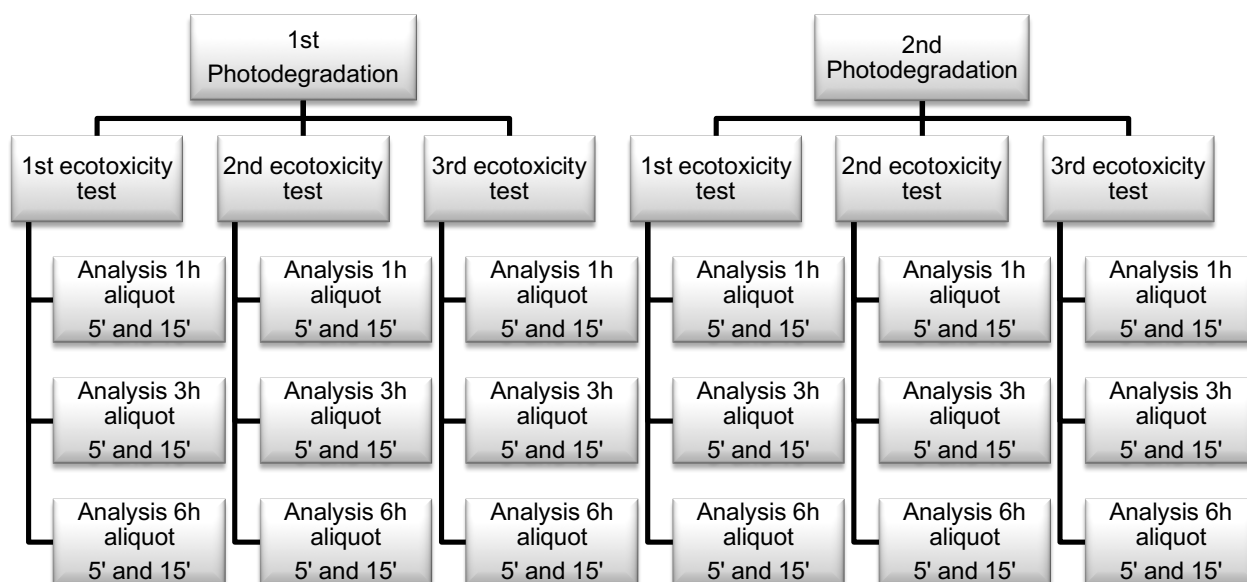 1st
Photodegradation
2nd
Photodegradation
1st ecotoxicity
test
2nd ecotoxicity
test
3rd ecotoxicity
test
1st ecotoxicity
test
2nd ecotoxicity
test
3rd ecotoxicity
test
Analysis 1h
aliquot
5' and 15'
Analysis 1h
aliquot
5' and 15'
Analysis 1h
aliquot
5' and 15'
Analysis 1h
aliquot
5' and 15'
Analysis 1h
aliquot
5' and 15'
Analysis 1h
aliquot
5' and 15'
Analysis 3h
aliquot
5' and 15'
Analysis 3h
aliquot
5' and 15'
Analysis 3h
aliquot
5' and 15'
Analysis 3h
aliquot
5' and 15'
Analysis 3h
aliquot
5' and 15'
Analysis 3h
aliquot
5' and 15'
Analysis 6h
aliquot
5' and 15'
Analysis 6h
aliquot
5' and 15'
Analysis 6h
aliquot
5' and 15'
Analysis 6h
aliquot
5' and 15'
Analysis 6h
aliquot
5' and 15'
Analysis 6h
aliquot
5' and 15'